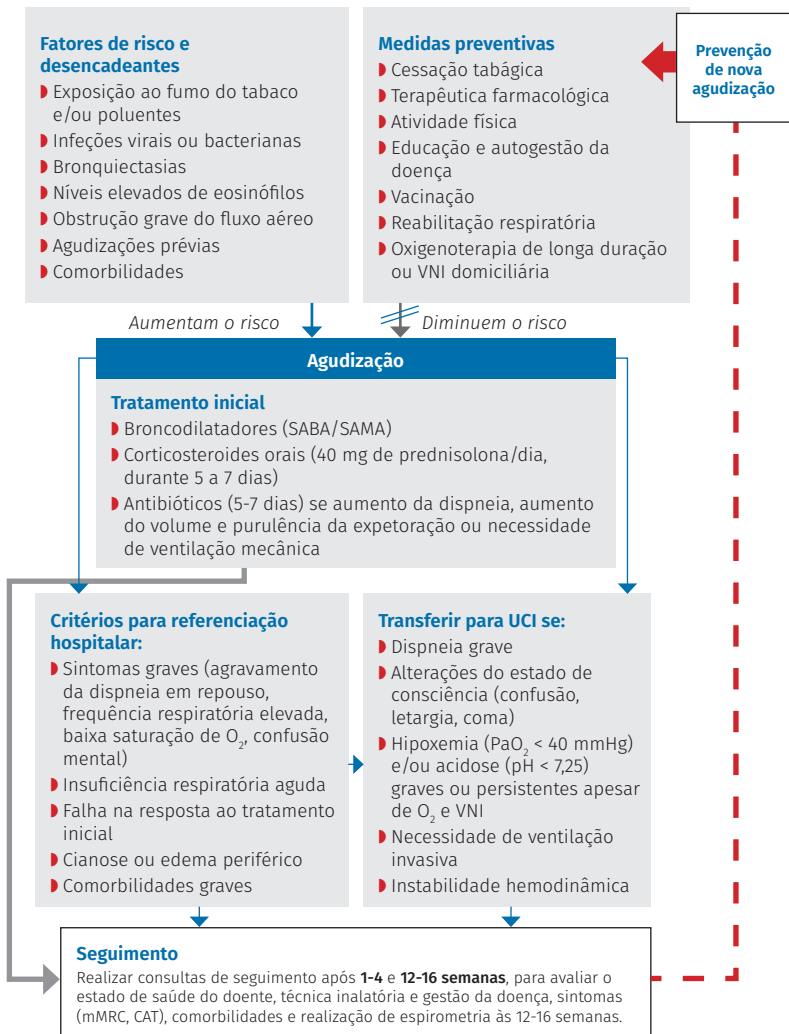 Fatores de risco e
desencadeantes
Exposição ao fumo do tabaco
e/ou poluentes
Infeções virais ou bacterianas
Bronquiectasias
Níveis elevados de eosinófilos
Obstrução grave do fluxo aéreo
Agudizações prévias
Comorbilidades
Medidas preventivas
Cessação tabágica
Terapêutica farmacológica
Atividade física
Educação e autogestão da
doença
Vacinação
Reabilitação respiratória
Oxigenoterapia de longa duração
ou VNI domiciliária
Prevenção
de nova
agudização
Aumentam o risco
Diminuem o risco
Agudização
Tratamento inicial
Broncodilatadores (SABA/SAMA)
Corticosteroides orais (40 mg de prednisolona/dia,
durante 5 a 7 dias)
Antibióticos (5-7 dias) se aumento da dispneia, aumento
do volume e purulência da expetoração ou necessidade
de ventilação mecânica
Critérios para referenciação
hospitalar:
Sintomas graves (agravamento
da dispneia em repouso,
frequência respiratória elevada,
baixa saturação de O₂, confusão
mental)
Insuficiência respiratória aguda
Falha na resposta ao tratamento
inicial
Cianose ou edema periférico
Comorbilidades graves
Transferir para UCI se:
Dispneia grave
Alterações do estado de
consciência (confusão,
letargia, coma)
Hipoxemia (PaO₂ < 40 mmHg)
e/ou acidose (pH < 7,25)
graves ou persistentes apesar
de O₂ e VNI
Necessidade de ventilação
invasiva
Instabilidade hemodinâmica
Seguimento
Realizar consultas de seguimento após 1-4 e 12-16 semanas, para avaliar o
estado de saúde do doente, técnica inalatória e gestão da doença, sintomas
(mMRC, CAT), comorbilidades e realização de espirometria às 12-16 semanas.